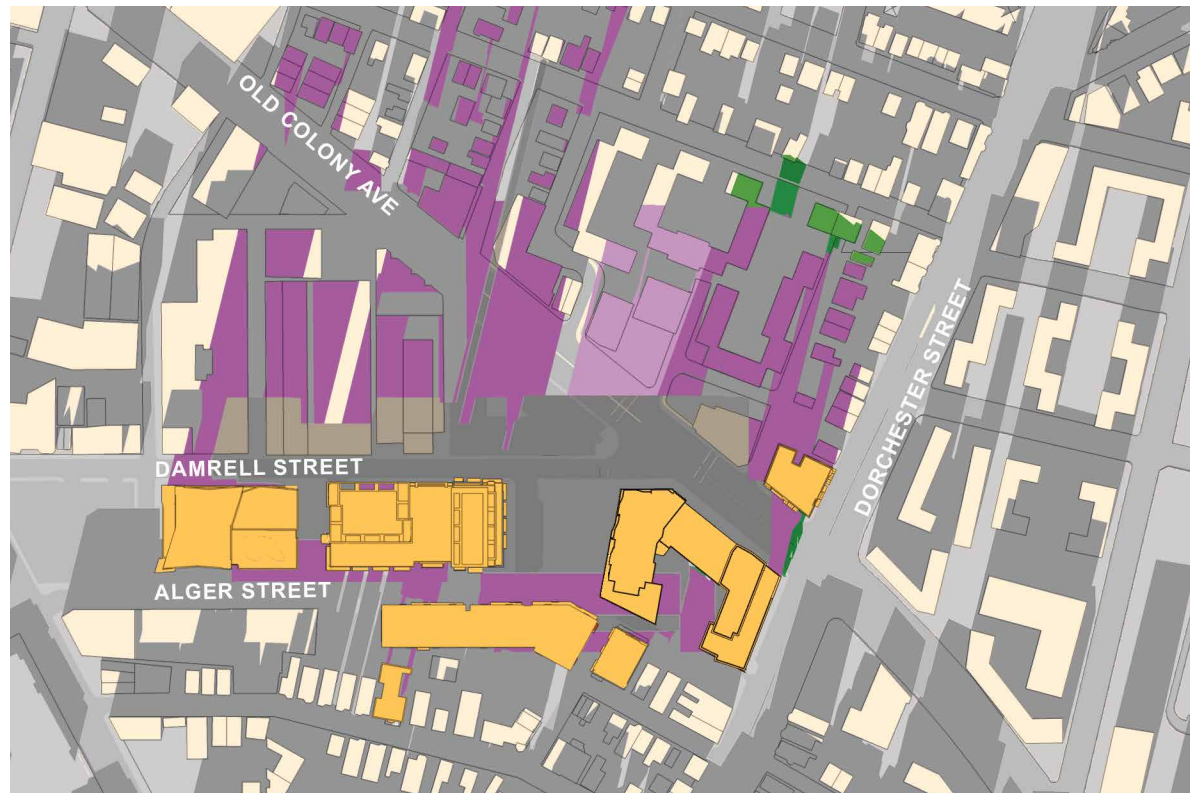 OLD COLONY AVE
DORCHESTER STREET
DAMRELL STREET
ALGER STREET